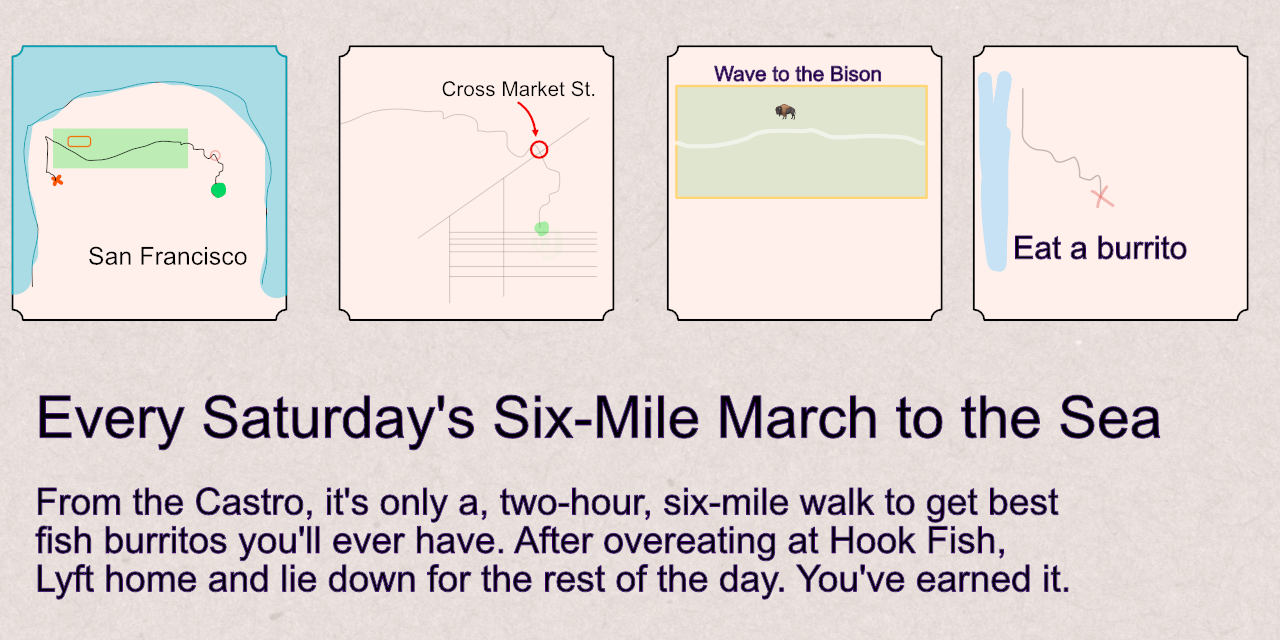 San Francisco
Cross Market St.
Wave to the Bison
Eat a burrito
Every Saturday's Six-Mile March to the Sea
From the Castro, it's only a, two-hour, six-mile walk to get best
fish burritos you'll ever have. After overeating at Hook Fish,
Lyft home and lie down for the rest of the day. You've earned it.